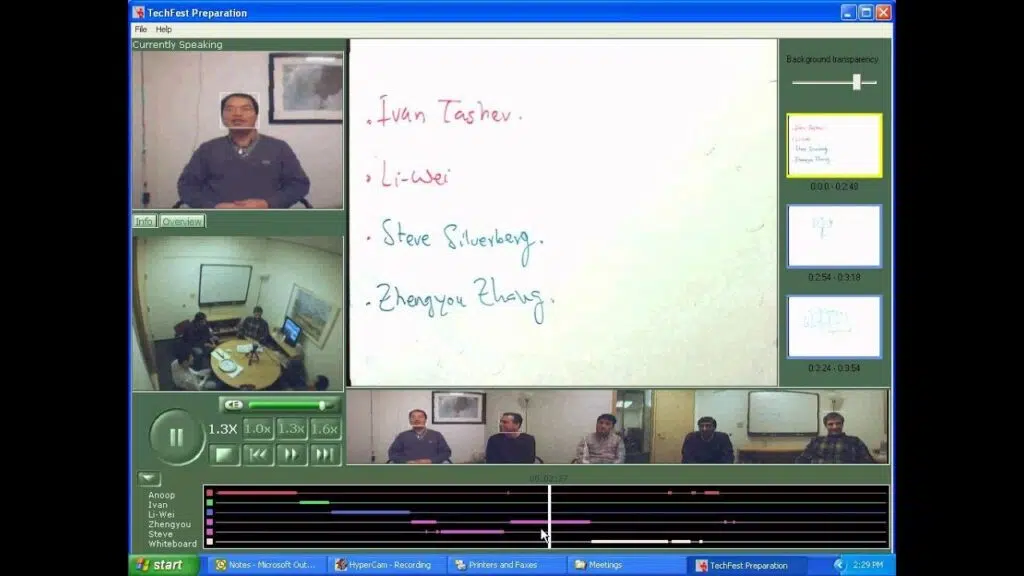 TechFest Preparation
File Help
Currently Speaking
Info Overview
1.3X 1.0x 1.3x 1.6x
· Ivan Tashev.
· Li-Wei
· Steve Silverberg.
· Zhengyou Zhang.
Background transparency
0:0:0 - 0:2:49
0:2:54 - 0:3:18
0:3:24 - 0:3:54
00:02:37
Anoop
Ivan
Li-Wei
Zhengyou
Steve
Whiteboard
start
Notes - Microsoft Out...
HyperCam - Recording
Printers and Faxes
Meetings
TechFest Preparation
2:29 PM